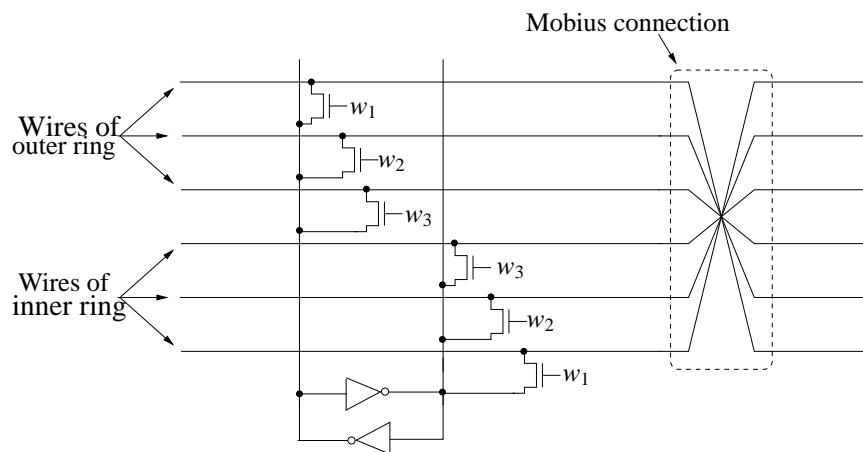 Mobius connection
Wires of
outer ring
w1
w2
w3
Wires of
inner ring
w3
w2
w1